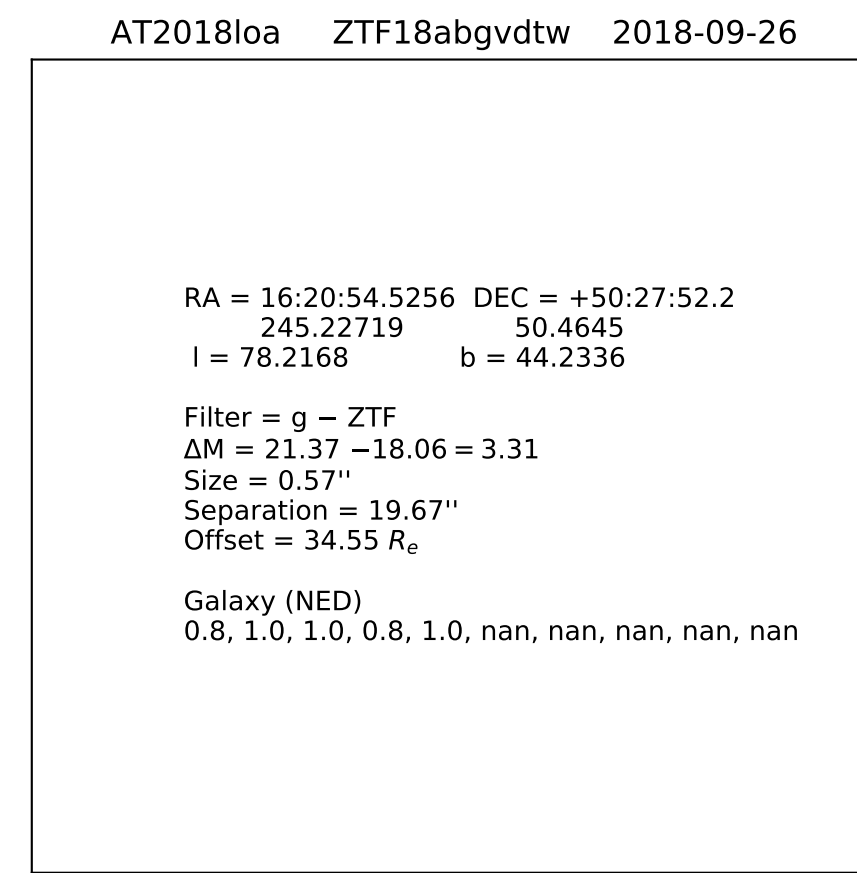 AT2018loa ZTF18abgvdtw 2018-09-26
RA = 16:20:54.5256 DEC = +50:27:52.2
245.22719 50.4645
l = 78.2168 b = 44.2336
Filter = g − ZTF
ΔM = 21.37 −18.06 = 3.31
Size = 0.57''
Separation = 19.67''
Offset = 34.55 Re
Galaxy (NED)
0.8, 1.0, 1.0, 0.8, 1.0, nan, nan, nan, nan, nan